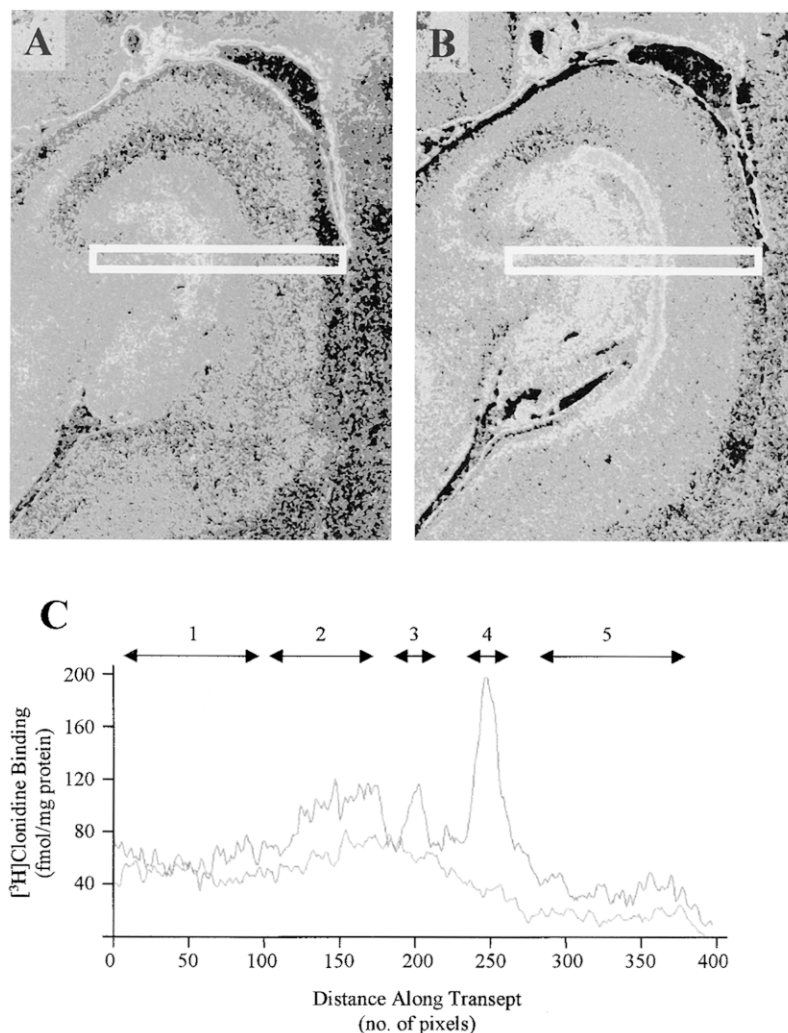 A
B
C
1 2 3 4 5
200
160
120
80
40
[³H]Clonidine Binding
(fmol/mg protein)
0 50 100 150 200 250 300 350 400
Distance Along Transept
(no. of pixels)